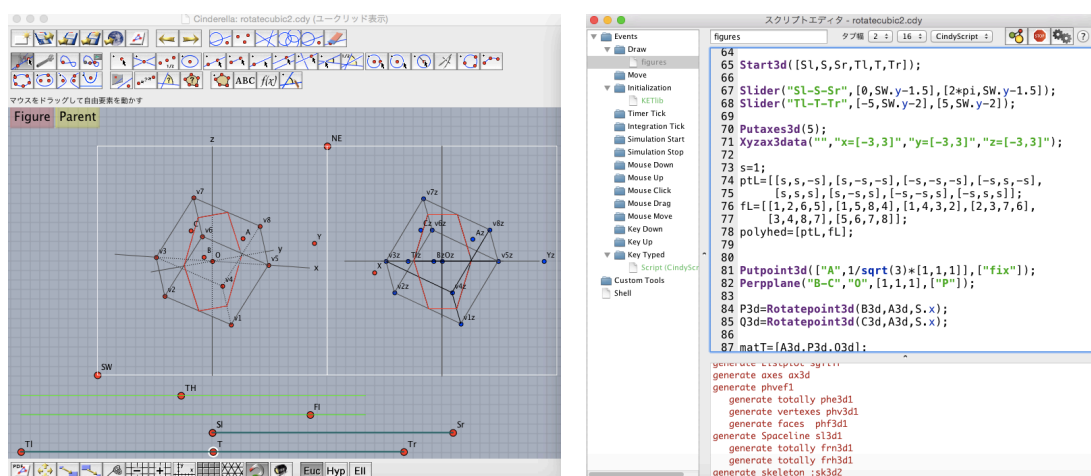 Cinderella: rotatecubic2.cdy (ユークリッド表示)
PDF
ABC f(x)
マウスをドラッグして自由要素を動かす
Figure Parent
z
NE
v7
C
v6
v8
A
v3
B
O
y
v5
x
v4
v2
v1
Y
v7z
Cz v6z
Az
v8z
v3z
BzOz
v5z
Yz
X
v2z
v4z
v1z
SW
TH
Fl
Sl
Sr
Tl
T
Tr
Euc Hyp Ell
スクリプトエディタ - rotatecubic2.cdy
Events
Draw
figures
Move
Initialization
KETlib
Timer Tick
Integration Tick
Simulation Start
Simulation Stop
Mouse Down
Mouse Up
Mouse Click
Mouse Drag
Mouse Move
Key Down
Key Up
Key Typed
Script (CindyScr
Custom Tools
Shell
figures タブ幅 2 16 CindyScript ?
64
65 Start3d([Sl,S,Sr,Tl,T,Tr]);
66
67 Slider("Sl-S-Sr",[0,SW.y-1.5],[2*pi,SW.y-1.5]);
68 Slider("Tl-T-Tr",[-5,SW.y-2],[5,SW.y-2]);
69
70 Putaxes3d(5);
71 Xyzax3data("","x=[-3,3]","y=[-3,3]","z=[-3,3]");
72
73 s=1;
74 ptL=[[s,s,-s],[s,-s,-s],[-s,-s,-s],[-s,s,-s],
75 [s,s,s],[s,-s,s],[-s,-s,s],[-s,s,s]];
76 fL=[[1,2,6,5],[1,5,8,4],[1,4,3,2],[2,3,7,6],
77 [3,4,8,7],[5,6,7,8]];
78 polyhed=[ptL,fL];
79
80
81 Putpoint3d(["A",1/sqrt(3)*[1,1,1]],["fix"]);
82 Perpplane("B-C","O",[1,1,1],["P"]);
83
84 P3d=Rotatepoint3d(B3d,A3d,S.x);
85 Q3d=Rotatepoint3d(C3d,A3d,S.x);
86
87 matT=[A3d,P3d,Q3d];
generate axes ax3d
generate phvef1
generate totally phe3d1
generate vertexes phv3d1
generate faces phf3d1
generate Spaceline sl3d1
generate totally frn3d1
generate totally frh3d1
generate skeleton :sk3d2